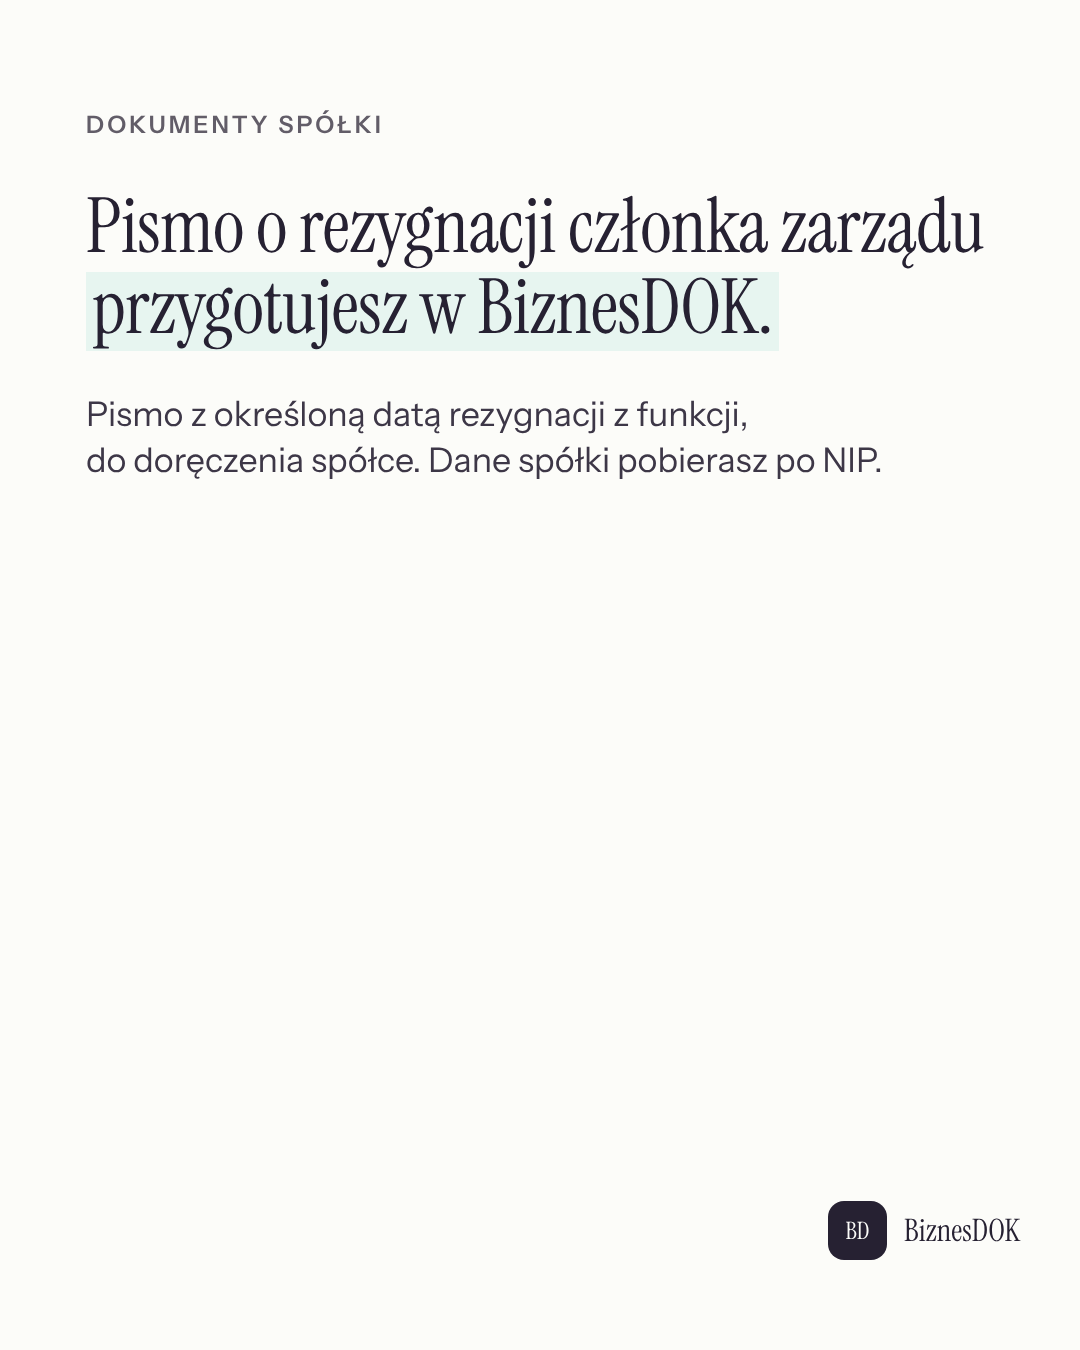 DOKUMENTY SPÓŁKI
Pismo o rezygnacji członka zarządu
przygotujesz w BiznesDOK.
Pismo z określoną datą rezygnacji z funkcji,
do doręczenia spółce. Dane spółki pobierasz po NIP.
BD BiznesDOK